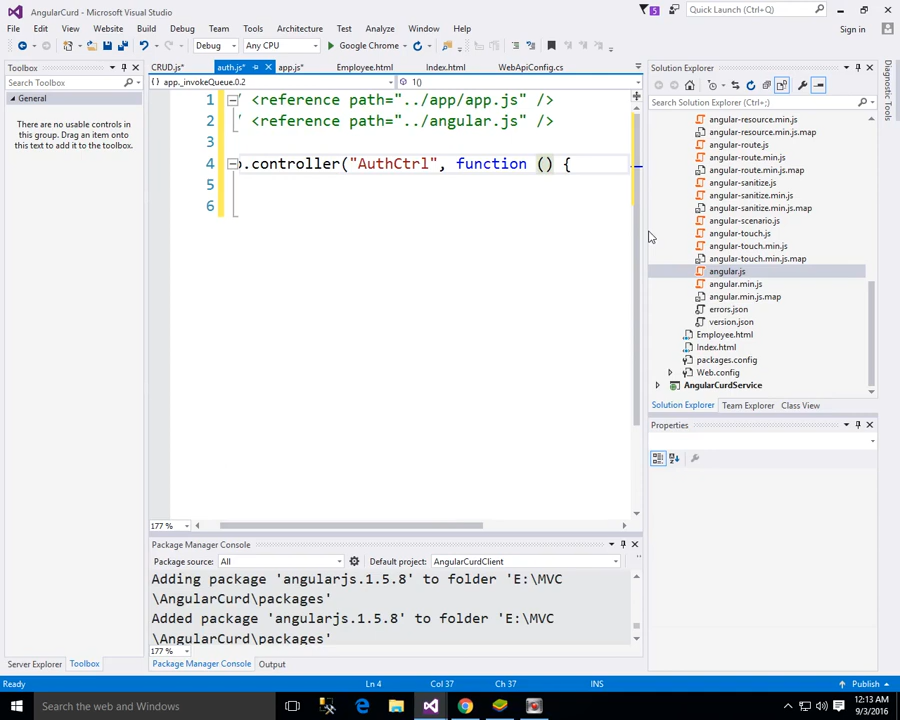 AngularCurd - Microsoft Visual Studio
5
Quick Launch (Ctrl+Q)
File Edit View Website Build Debug Team Tools Architecture Test Analyze Window Help
Sign in
Debug Any CPU Google Chrome
Toolbox
Search Toolbox
General
There are no usable controls in
this group. Drag an item onto
this text to add it to the toolbox.
CRUD.js* auth.js* app.js* Employee.html Index.html WebApiConfig.cs
app._invokeQueue.0.2 1()
1 <reference path="../app/app.js" />
2 <reference path="../angular.js" />
3
4 .controller("AuthCtrl", function () {
5
6
177 %
Solution Explorer
Search Solution Explorer (Ctrl+;)
angular-resource.min.js
angular-resource.min.js.map
angular-route.js
angular-route.min.js
angular-route.min.js.map
angular-sanitize.js
angular-sanitize.min.js
angular-sanitize.min.js.map
angular-scenario.js
angular-touch.js
angular-touch.min.js
angular-touch.min.js.map
angular.js
angular.min.js
angular.min.js.map
errors.json
version.json
Employee.html
Index.html
packages.config
Web.config
AngularCurdService
Solution Explorer Team Explorer Class View
Properties
Diagnostic Tools
Package Manager Console
Package source: All Default project: AngularCurdClient
Adding package 'angularjs.1.5.8' to folder 'E:\MVC
\AngularCurd\packages'
Added package 'angularjs.1.5.8' to folder 'E:\MVC
\AngularCurd\packages'
177 %
Server Explorer Toolbox
Package Manager Console Output
Ready Ln 4 Col 37 Ch 37 INS Publish
Search the web and Windows
12:13 AM
9/3/2016